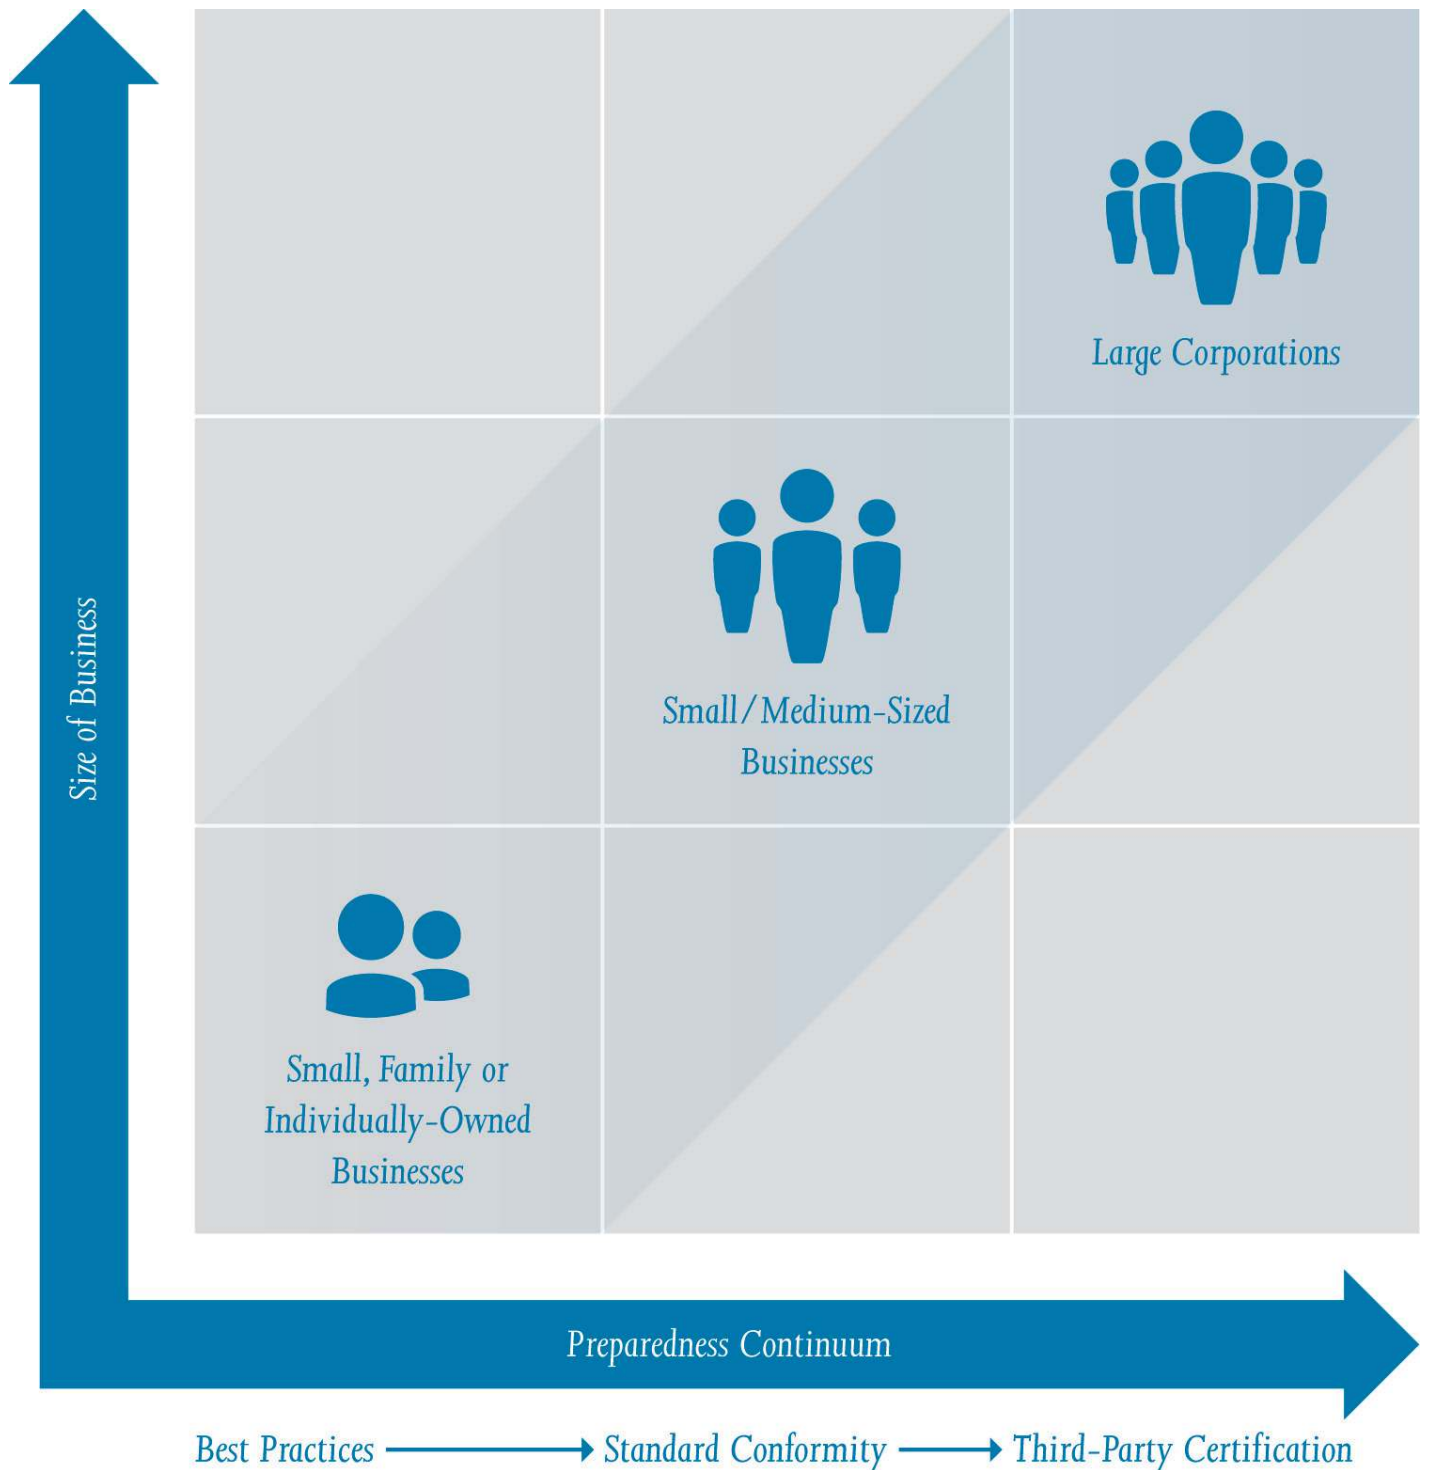 Large Corporations
Small/Medium-Sized
Businesses
Size of Business
Small, Family or
Individually-Owned
Businesses
Preparedness Continuum
Best Practices
Standard Conformity
Third-Party Certification